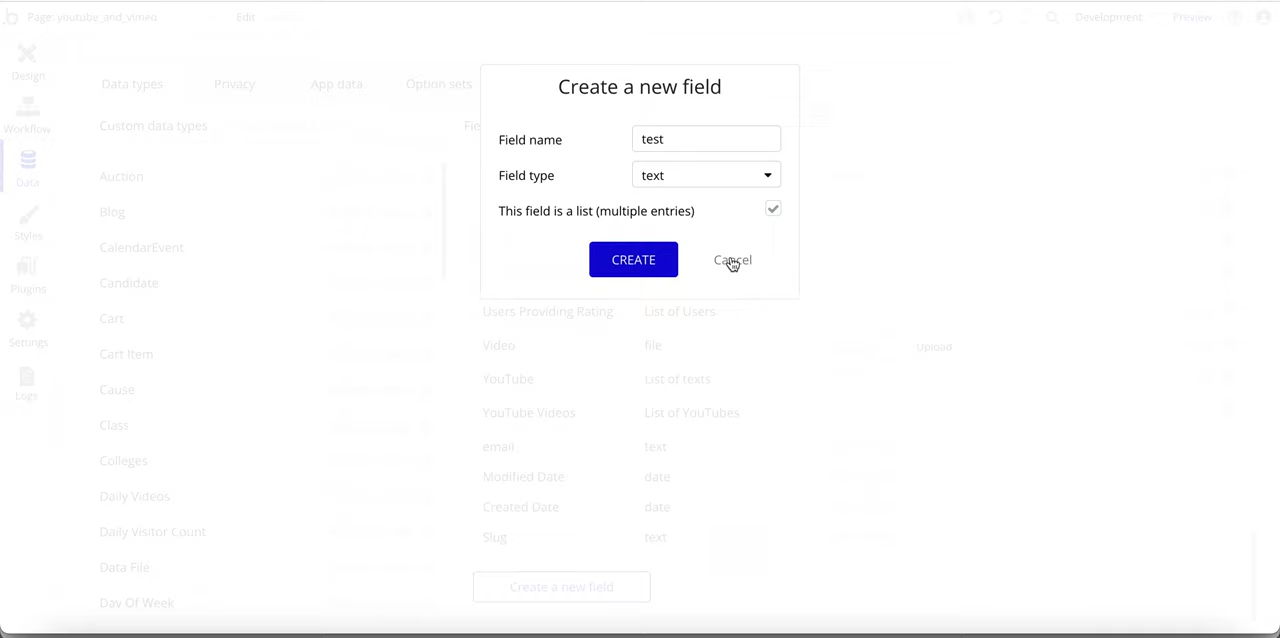 Page: youtube_and_vimeo
Edit
Development
Preview
Design
Workflow
Data
Styles
Plugins
Settings
Logs
Data types
Privacy
App data
Option sets
Custom data types
Auction
Blog
CalendarEvent
Candidate
Cart
Cart Item
Cause
Class
Colleges
Daily Videos
Daily Visitor Count
Data File
Day Of Week
Create a new field
Field name
test
Field type
text
This field is a list (multiple entries)
CREATE
Cancel
Users Providing Rating
List of Users
Video
file
Upload
YouTube
List of texts
YouTube Videos
List of YouTubes
email
text
Modified Date
date
Created Date
date
Slug
text
Create a new field